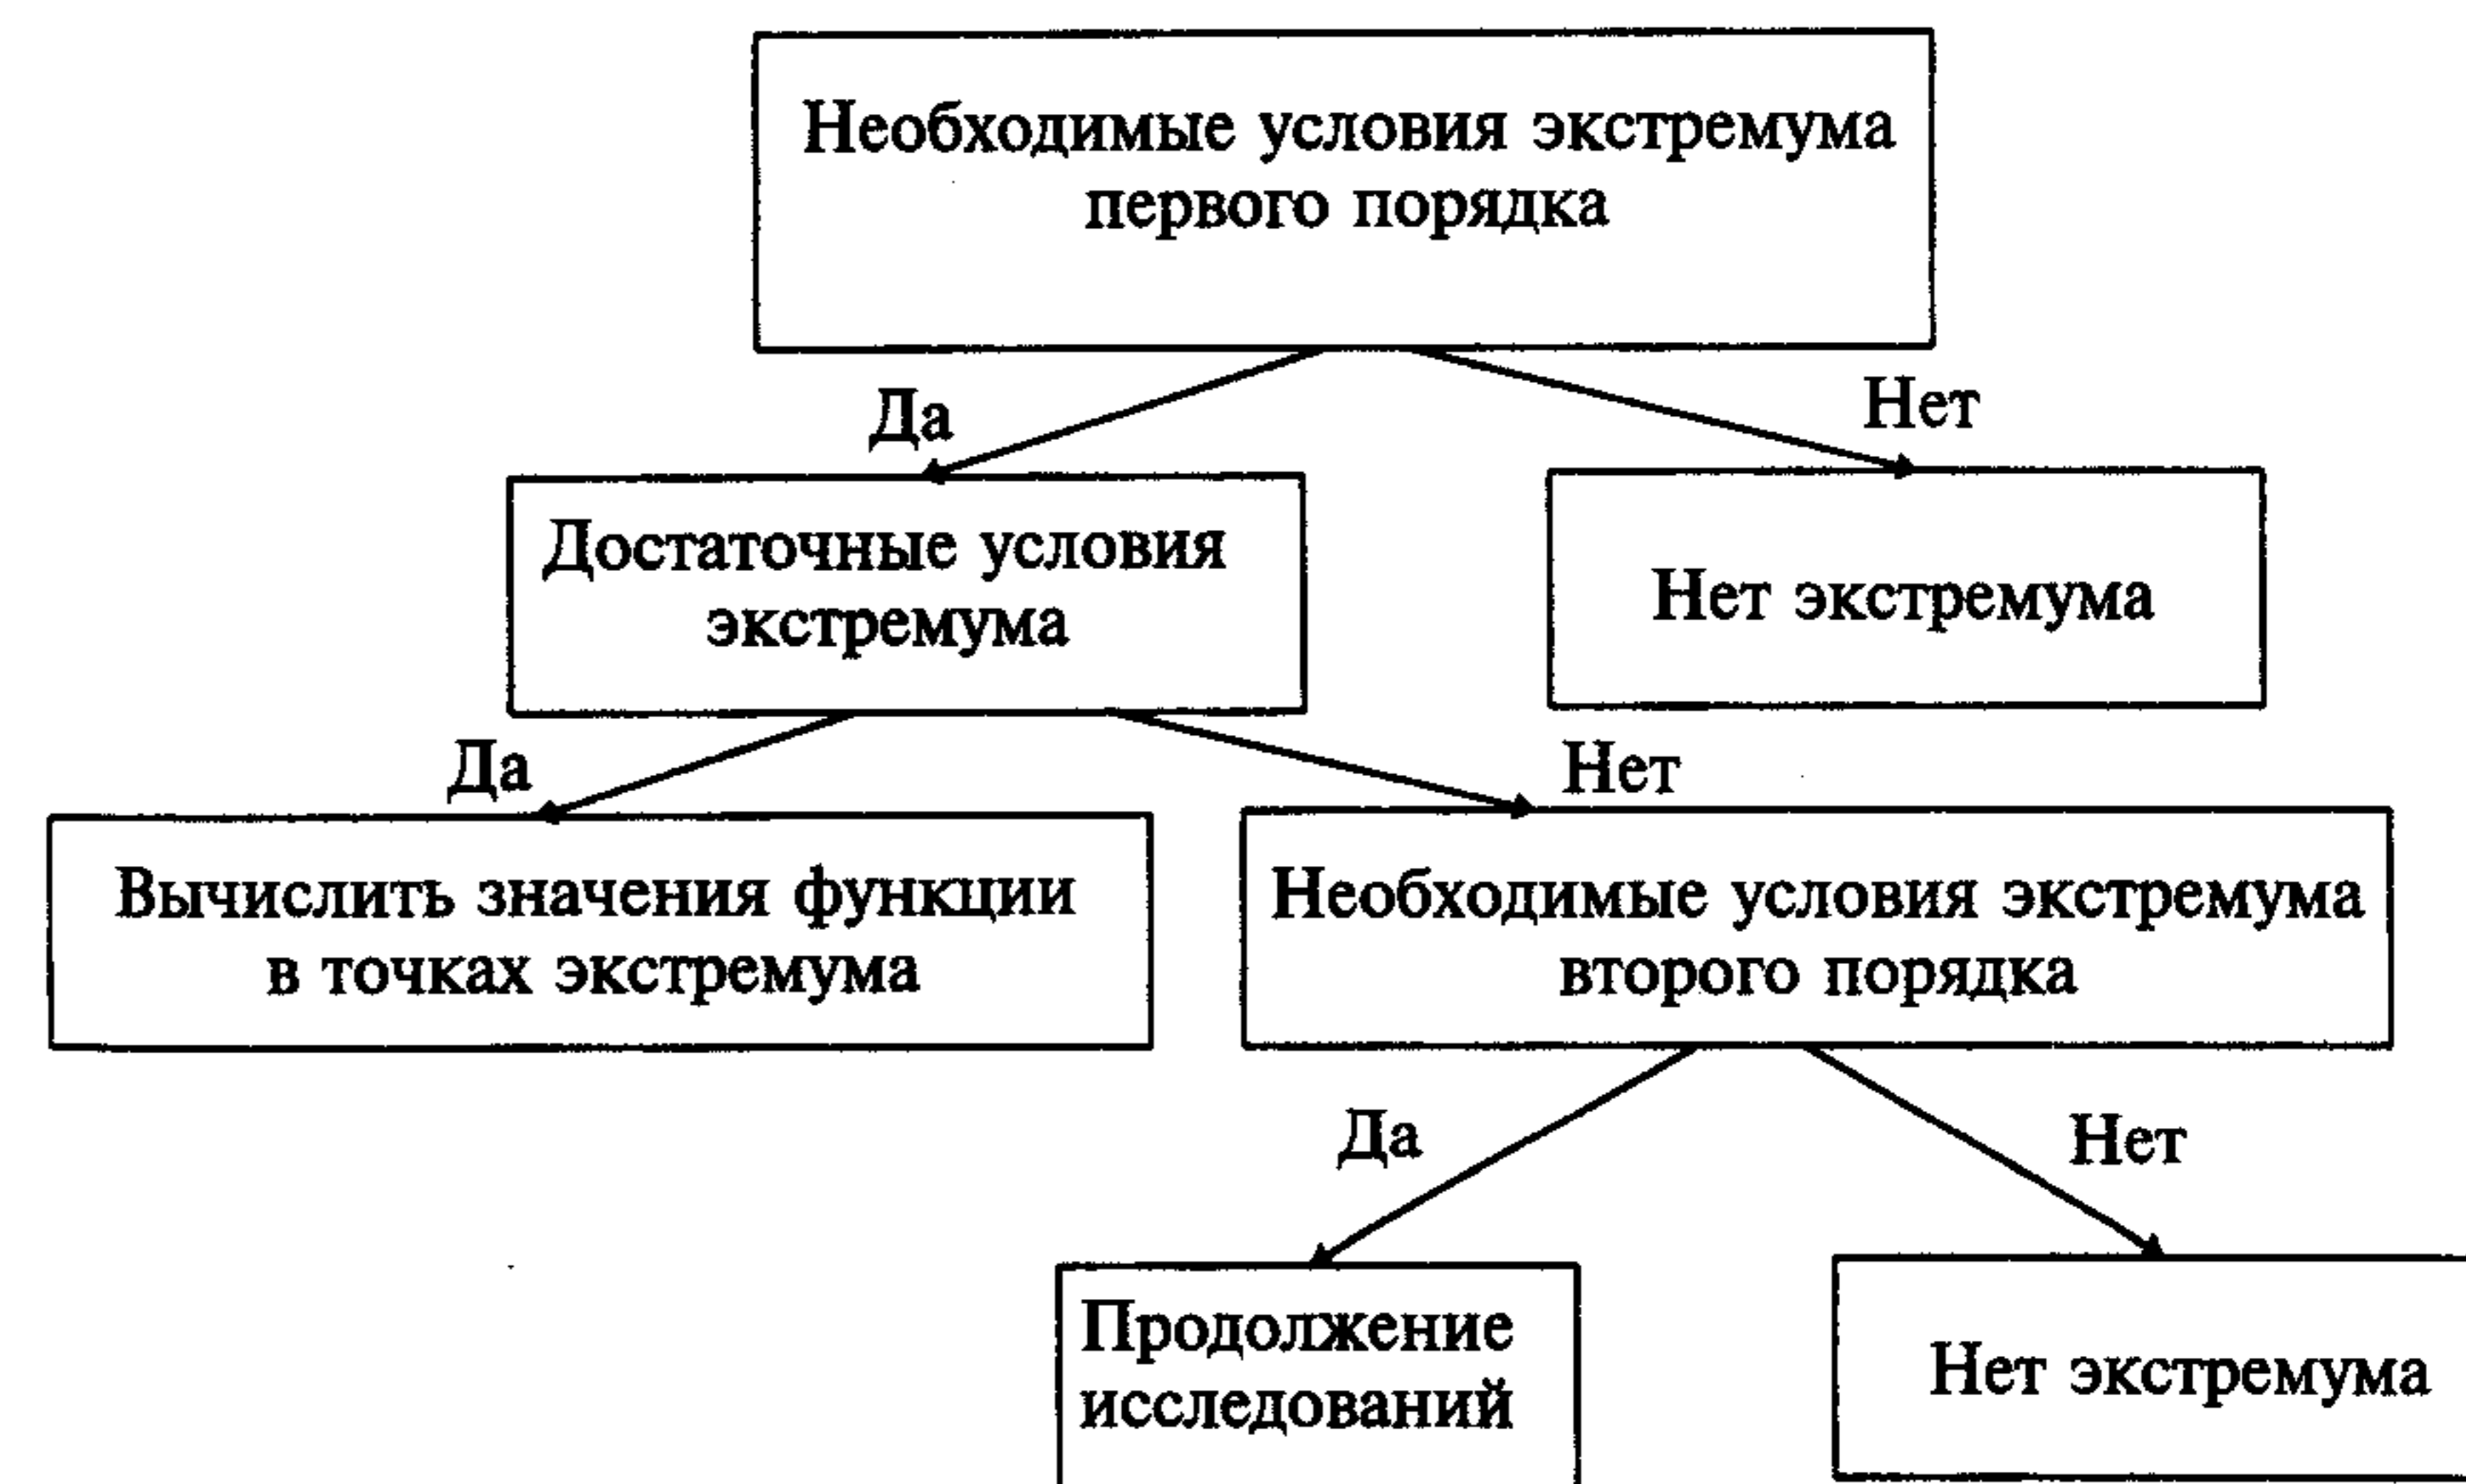 Необходимые условия экстремума
первого порядка
Да
Нет
Достаточные условия
экстремума
Нет экстремума
Да
Нет
Вычислить значения функции
в точках экстремума
Необходимые условия экстремума
второго порядка
Да
Нет
Продолжение
исследований
Нет экстремума